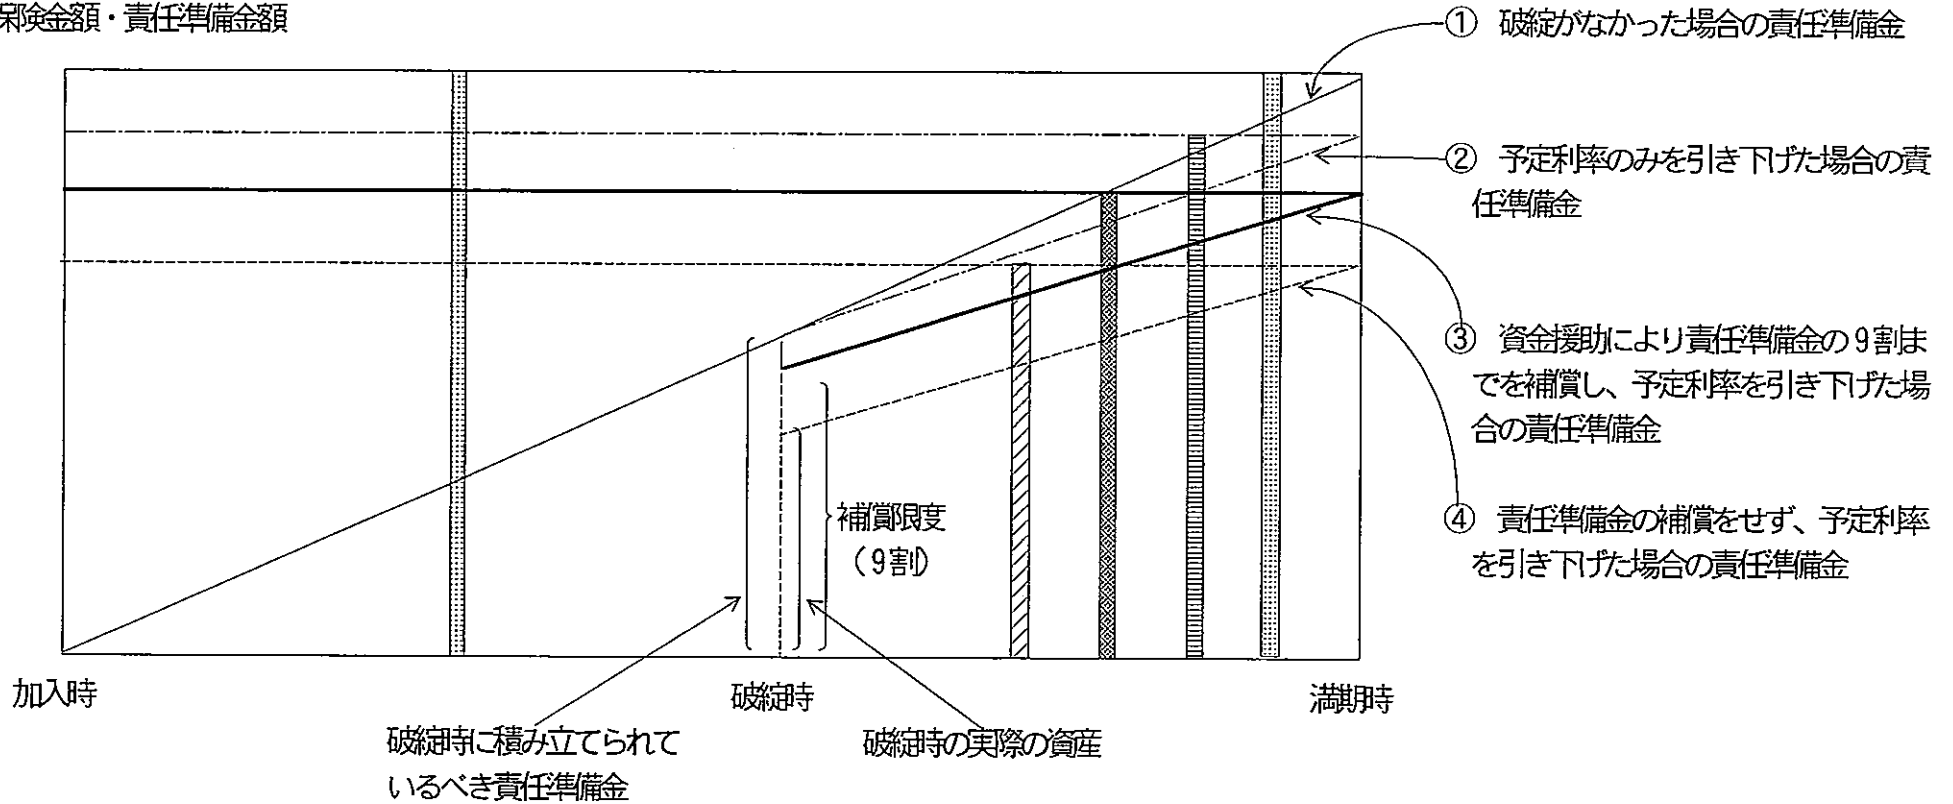 保険金額・責任準備金額
① 破綻がなかった場合の責任準備金
② 予定利率のみを引き下げた場合の責
任準備金
③ 資金援助により責任準備金の9割ま
でを補償し、予定利率を引き下げた場
合の責任準備金
④ 責任準備金の補償をせず、予定利率
を引き下げた場合の責任準備金
補償限度
（9割）
加入時
破綻時
満期時
破綻時に積み立てられて
いるべき責任準備金
破綻時の実際の資産